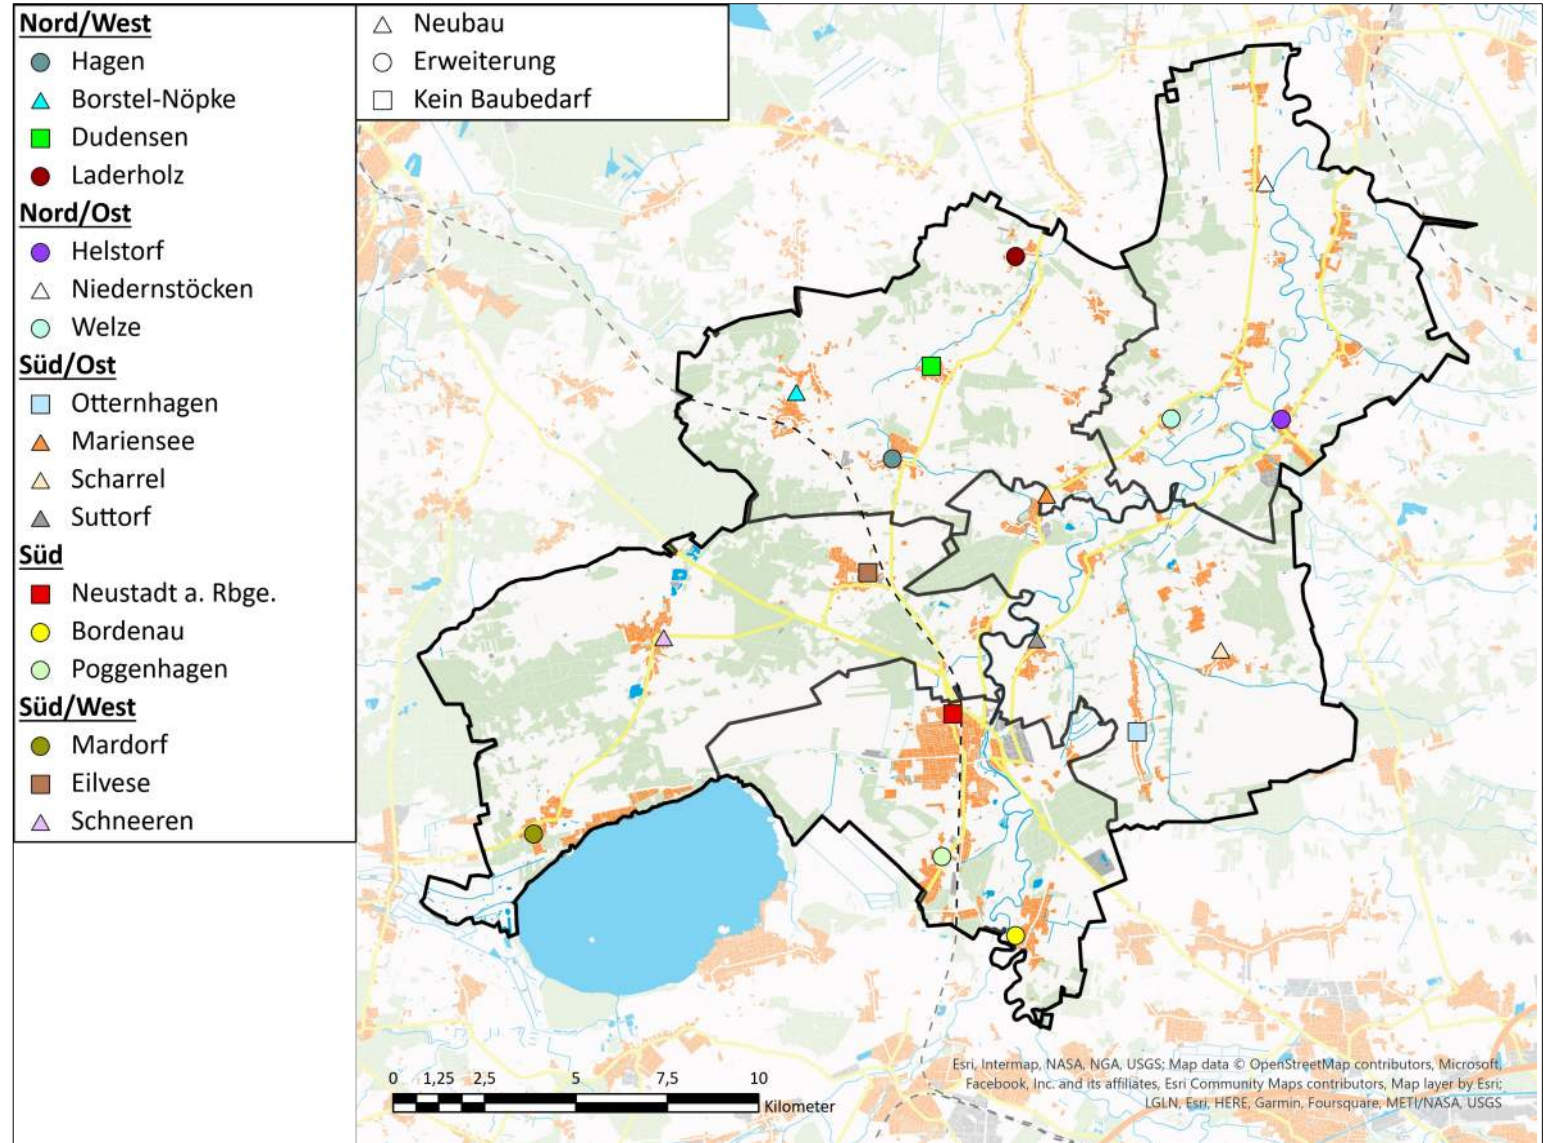 Nord/West
Hagen
Borstel-Nöpke
Dudensen
Laderholz
Nord/Ost
Helstorf
Niedernstöcken
Welze
Süd/Ost
Otternhagen
Mariensee
Scharrel
Suttorf
Süd
Neustadt a. Rbge.
Bordenau
Poggenhagen
Süd/West
Mardorf
Eilvese
Schneeren
Neubau
Erweiterung
Kein Baubedarf
0 1,25 2,5 5 7,5 10
Kilometer
Esri, Intermap, NASA, NGA, USGS; Map data © OpenStreetMap contributors, Microsoft,
Facebook, Inc. and its affiliates, Esri Community Maps contributors, Map layer by Esri;
LGLN, Esri, HERE, Garmin, Foursquare, METI/NASA, USGS